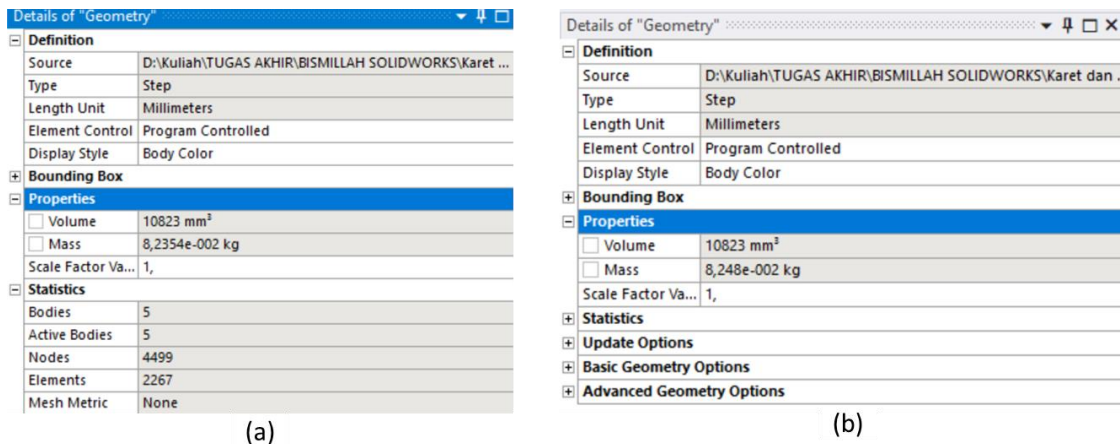 Details of "Geometry"
Definition
Source D:\Kuliah\TUGAS AKHIR\BISMILLAH SOLIDWORKS\Karet ...
Type Step
Length Unit Millimeters
Element Control Program Controlled
Display Style Body Color
Bounding Box
Properties
Volume 10823 mm³
Mass 8,2354e-002 kg
Scale Factor Va... 1,
Statistics
Bodies 5
Active Bodies 5
Nodes 4499
Elements 2267
Mesh Metric None
(a)
Details of "Geometry"
Definition
Source D:\Kuliah\TUGAS AKHIR\BISMILLAH SOLIDWORKS\Karet dan .
Type Step
Length Unit Millimeters
Element Control Program Controlled
Display Style Body Color
Bounding Box
Properties
Volume 10823 mm³
Mass 8,248e-002 kg
Scale Factor Va... 1,
Statistics
Update Options
Basic Geometry Options
Advanced Geometry Options
(b)